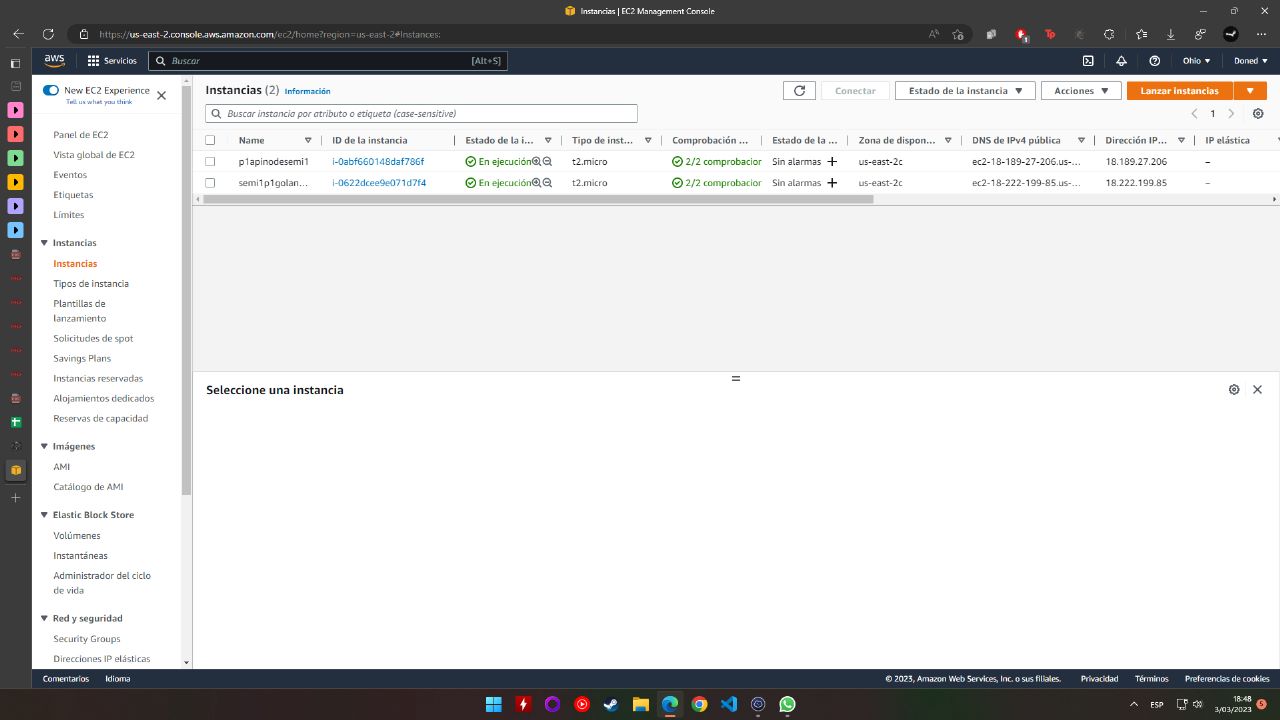 Instancias | EC2 Management Console
https://us-east-2.console.aws.amazon.com/ec2/home?region=us-east-2#Instances:
aws
Servicios
Buscar
[Alt+S]
Ohio
Doned
New EC2 Experience
Tell us what you think
Panel de EC2
Vista global de EC2
Eventos
Etiquetas
Límites
Instancias
Instancias
Tipos de instancia
Plantillas de
lanzamiento
Solicitudes de spot
Savings Plans
Instancias reservadas
Alojamientos dedicados
Reservas de capacidad
Imágenes
AMI
Catálogo de AMI
Elastic Block Store
Volúmenes
Instantáneas
Administrador del ciclo
de vida
Red y seguridad
Security Groups
Direcciones IP elásticas
Instancias (2) Información
Conectar
Estado de la instancia
Acciones
Lanzar instancias
Buscar instancia por atributo o etiqueta (case-sensitive)
1
Name ID de la instancia Estado de la i... Tipo de inst... Comprobación ... Estado de la ... Zona de dispon... DNS de IPv4 pública Dirección IP... IP elástica
p1apinodesemi1 i-0abf660148daf786f En ejecución t2.micro 2/2 comprobacior Sin alarmas + us-east-2c ec2-18-189-27-206.us-... 18.189.27.206 –
semi1p1golan... i-0622dcee9e071d7f4 En ejecución t2.micro 2/2 comprobacior Sin alarmas + us-east-2c ec2-18-222-199-85.us-... 18.222.199.85 –
Seleccione una instancia
Comentarios
Idioma
© 2023, Amazon Web Services, Inc. o sus filiales.
Privacidad
Términos
Preferencias de cookies
ESP
18:48
3/03/2023
5